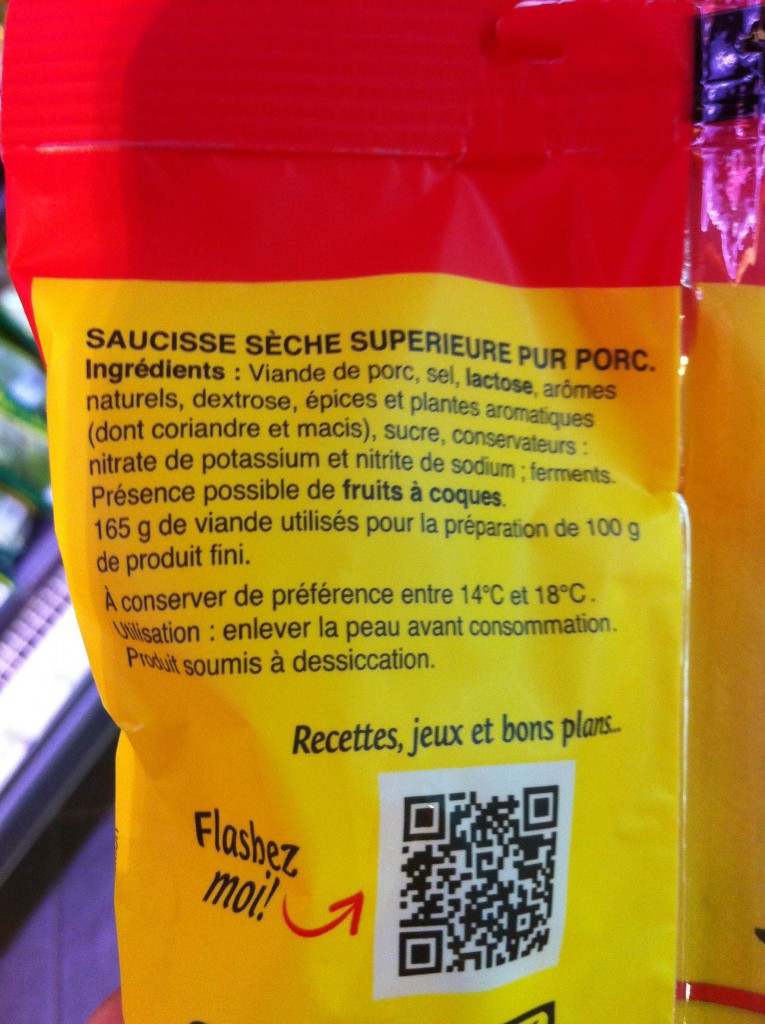 SAUCISSE SÈCHE SUPERIEURE PUR PORC.
Ingrédients : Viande de porc, sel, lactose, arômes
naturels, dextrose, épices et plantes aromatiques
(dont coriandre et macis), sucre, conservateurs :
nitrate de potassium et nitrite de sodium ; ferments.
Présence possible de fruits à coques.
165 g de viande utilisés pour la préparation de 100 g
de produit fini.
À conserver de préférence entre 14°C et 18°C.
Utilisation : enlever la peau avant consommation.
Produit soumis à dessiccation.
Recettes, jeux et bons plans...
Flashez
moi!